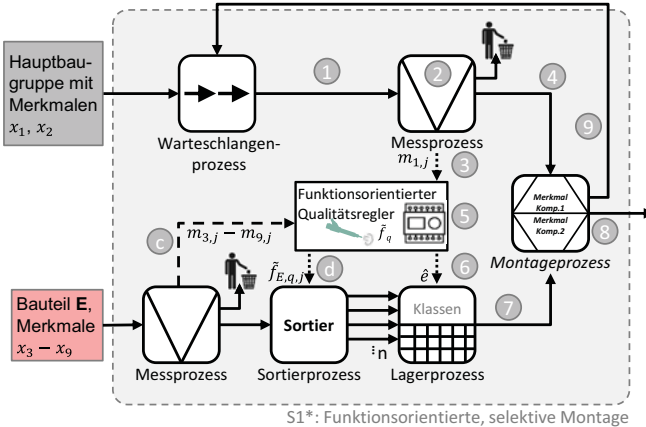 9
Hauptbau-
gruppe mit
Merkmalen
x₁, x₂
1
2
4
Warteschlangen-
prozess
Messprozess
m₁,ⱼ
3
Funktionsorientierter
Qualitätsregler
f̃_q
5
c
m₃,ⱼ − m₉,ⱼ
Merkmal
Komp.1
Merkmal
Komp.2
8
Montageprozess
f̃_E,q,j
d
ê
6
Bauteil E,
Merkmale
x₃ − x₉
Sortier
Klassen
7
⋮n
Messprozess
Sortierprozess
Lagerprozess
S1*: Funktionsorientierte, selektive Montage